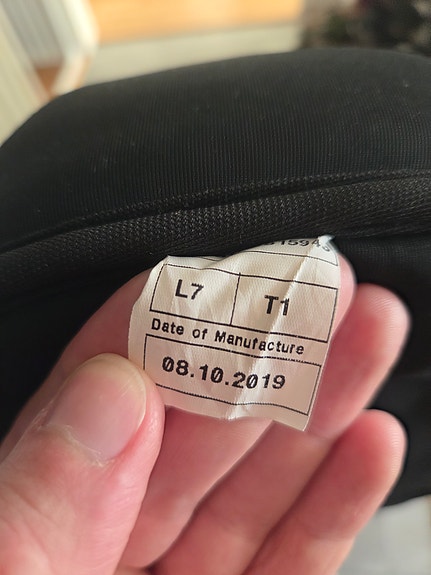 L7 T1
Date of Manufacture
08.10.2019